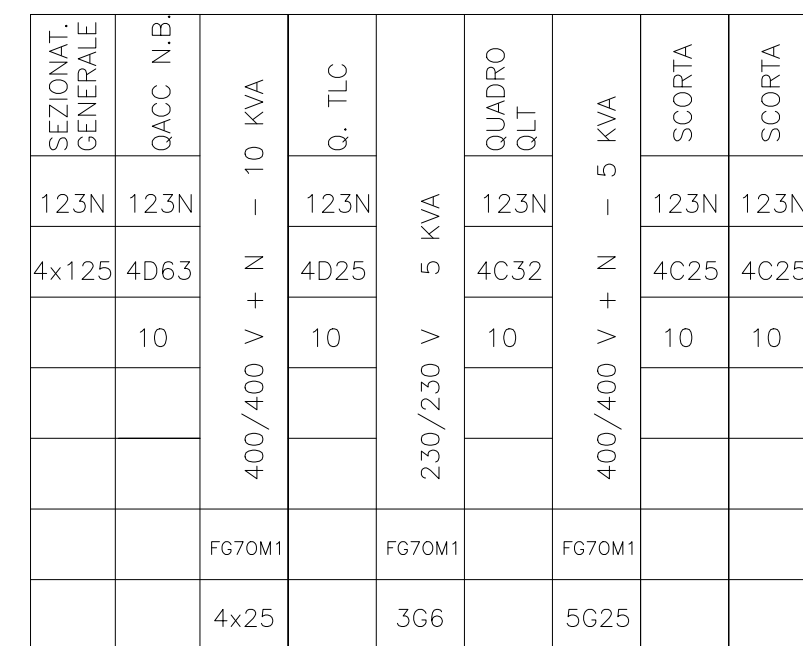 SEZIONAT.
GENERALE
QACC N.B.
400/400 V + N - 10 KVA
Q. TLC
230/230 V 5 KVA
QUADRO
QLT
400/400 V + N - 5 KVA
SCORTA
SCORTA
123N 123N 123N 123N 123N 123N
4x125 4D63 4D25 4C32 4C25 4C25
10 10 10 10 10
FG7OM1 FG7OM1 FG7OM1
4x25 3G6 5G25